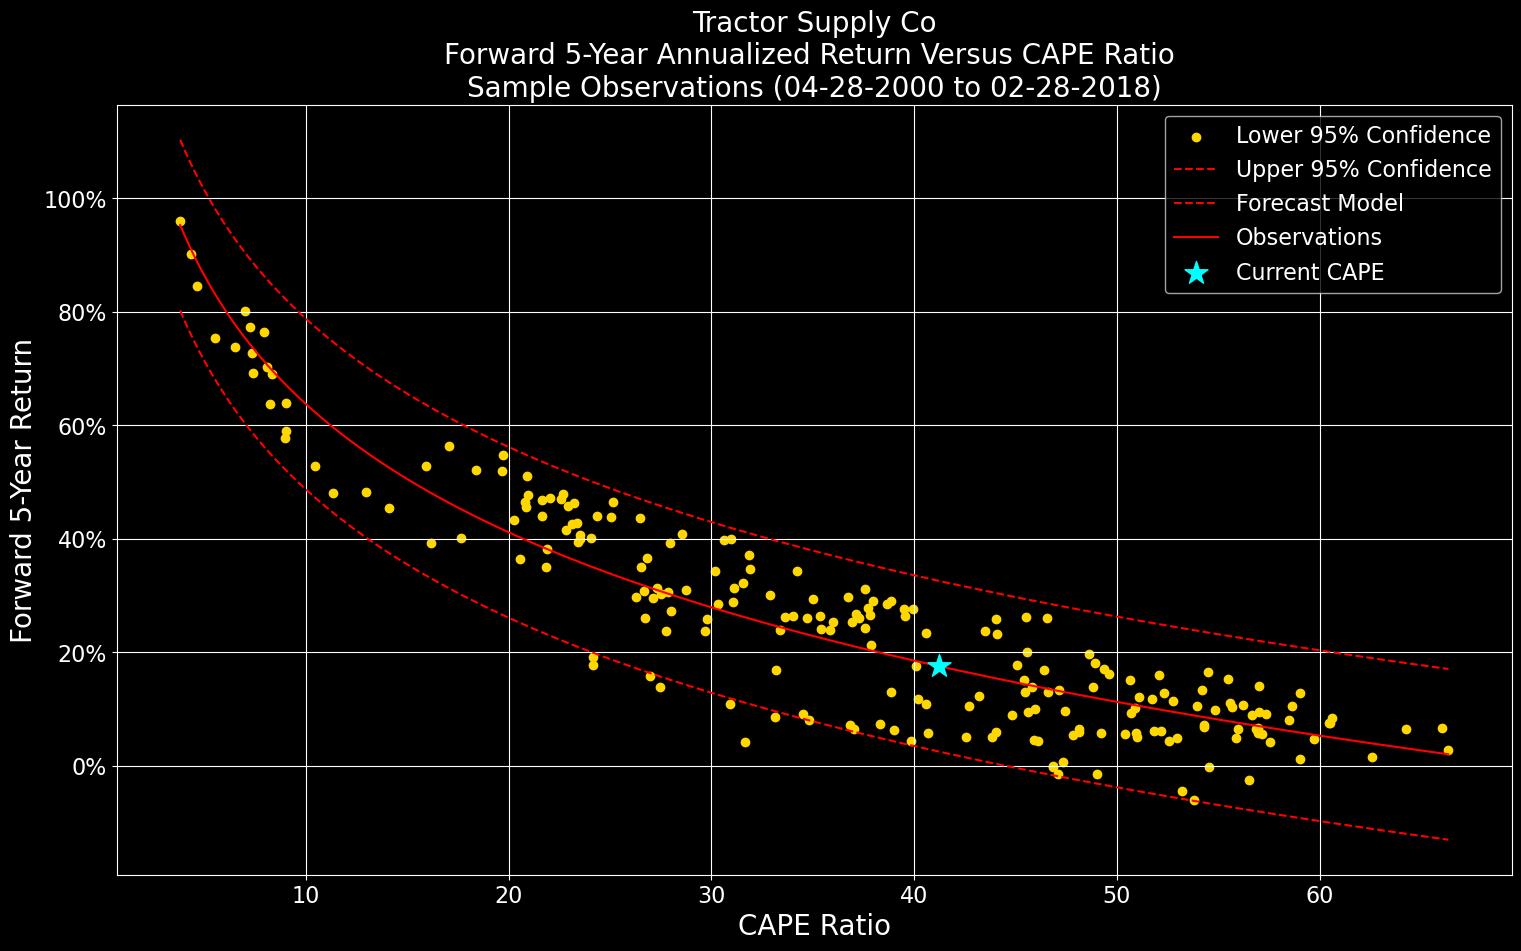 Tractor Supply Co
Forward 5-Year Annualized Return Versus CAPE Ratio
Sample Observations (04-28-2000 to 02-28-2018)
Lower 95% Confidence
Upper 95% Confidence
Forecast Model
Observations
Current CAPE
Forward 5-Year Return
100%
80%
60%
40%
20%
0%
10 20 30 40 50 60
CAPE Ratio